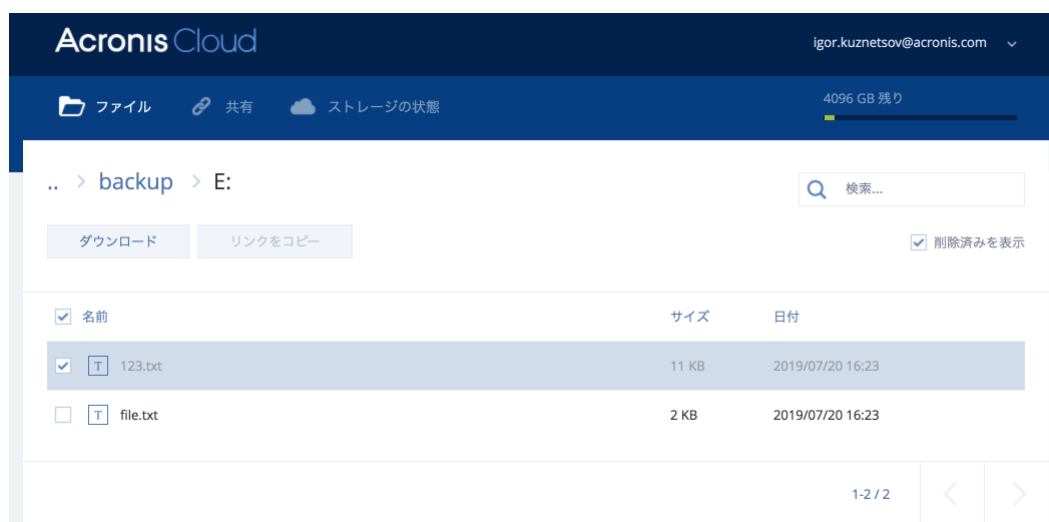 Acronis Cloud
igor.kuznetsov@acronis.com
ファイル 共有 ストレージの状態
4096 GB 残り
.. > backup > E:
検索...
ダウンロード リンクをコピー
削除済みを表示
名前 サイズ 日付
T 123.txt 11 KB 2019/07/20 16:23
T file.txt 2 KB 2019/07/20 16:23
1-2 / 2